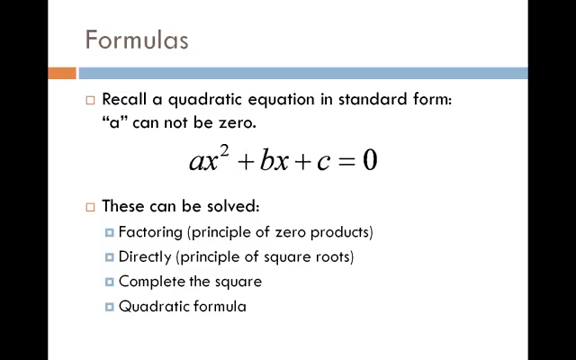 Formulas
Recall a quadratic equation in standard form:
“a” can not be zero.
ax² + bx + c = 0
These can be solved:
Factoring (principle of zero products)
Directly (principle of square roots)
Complete the square
Quadratic formula